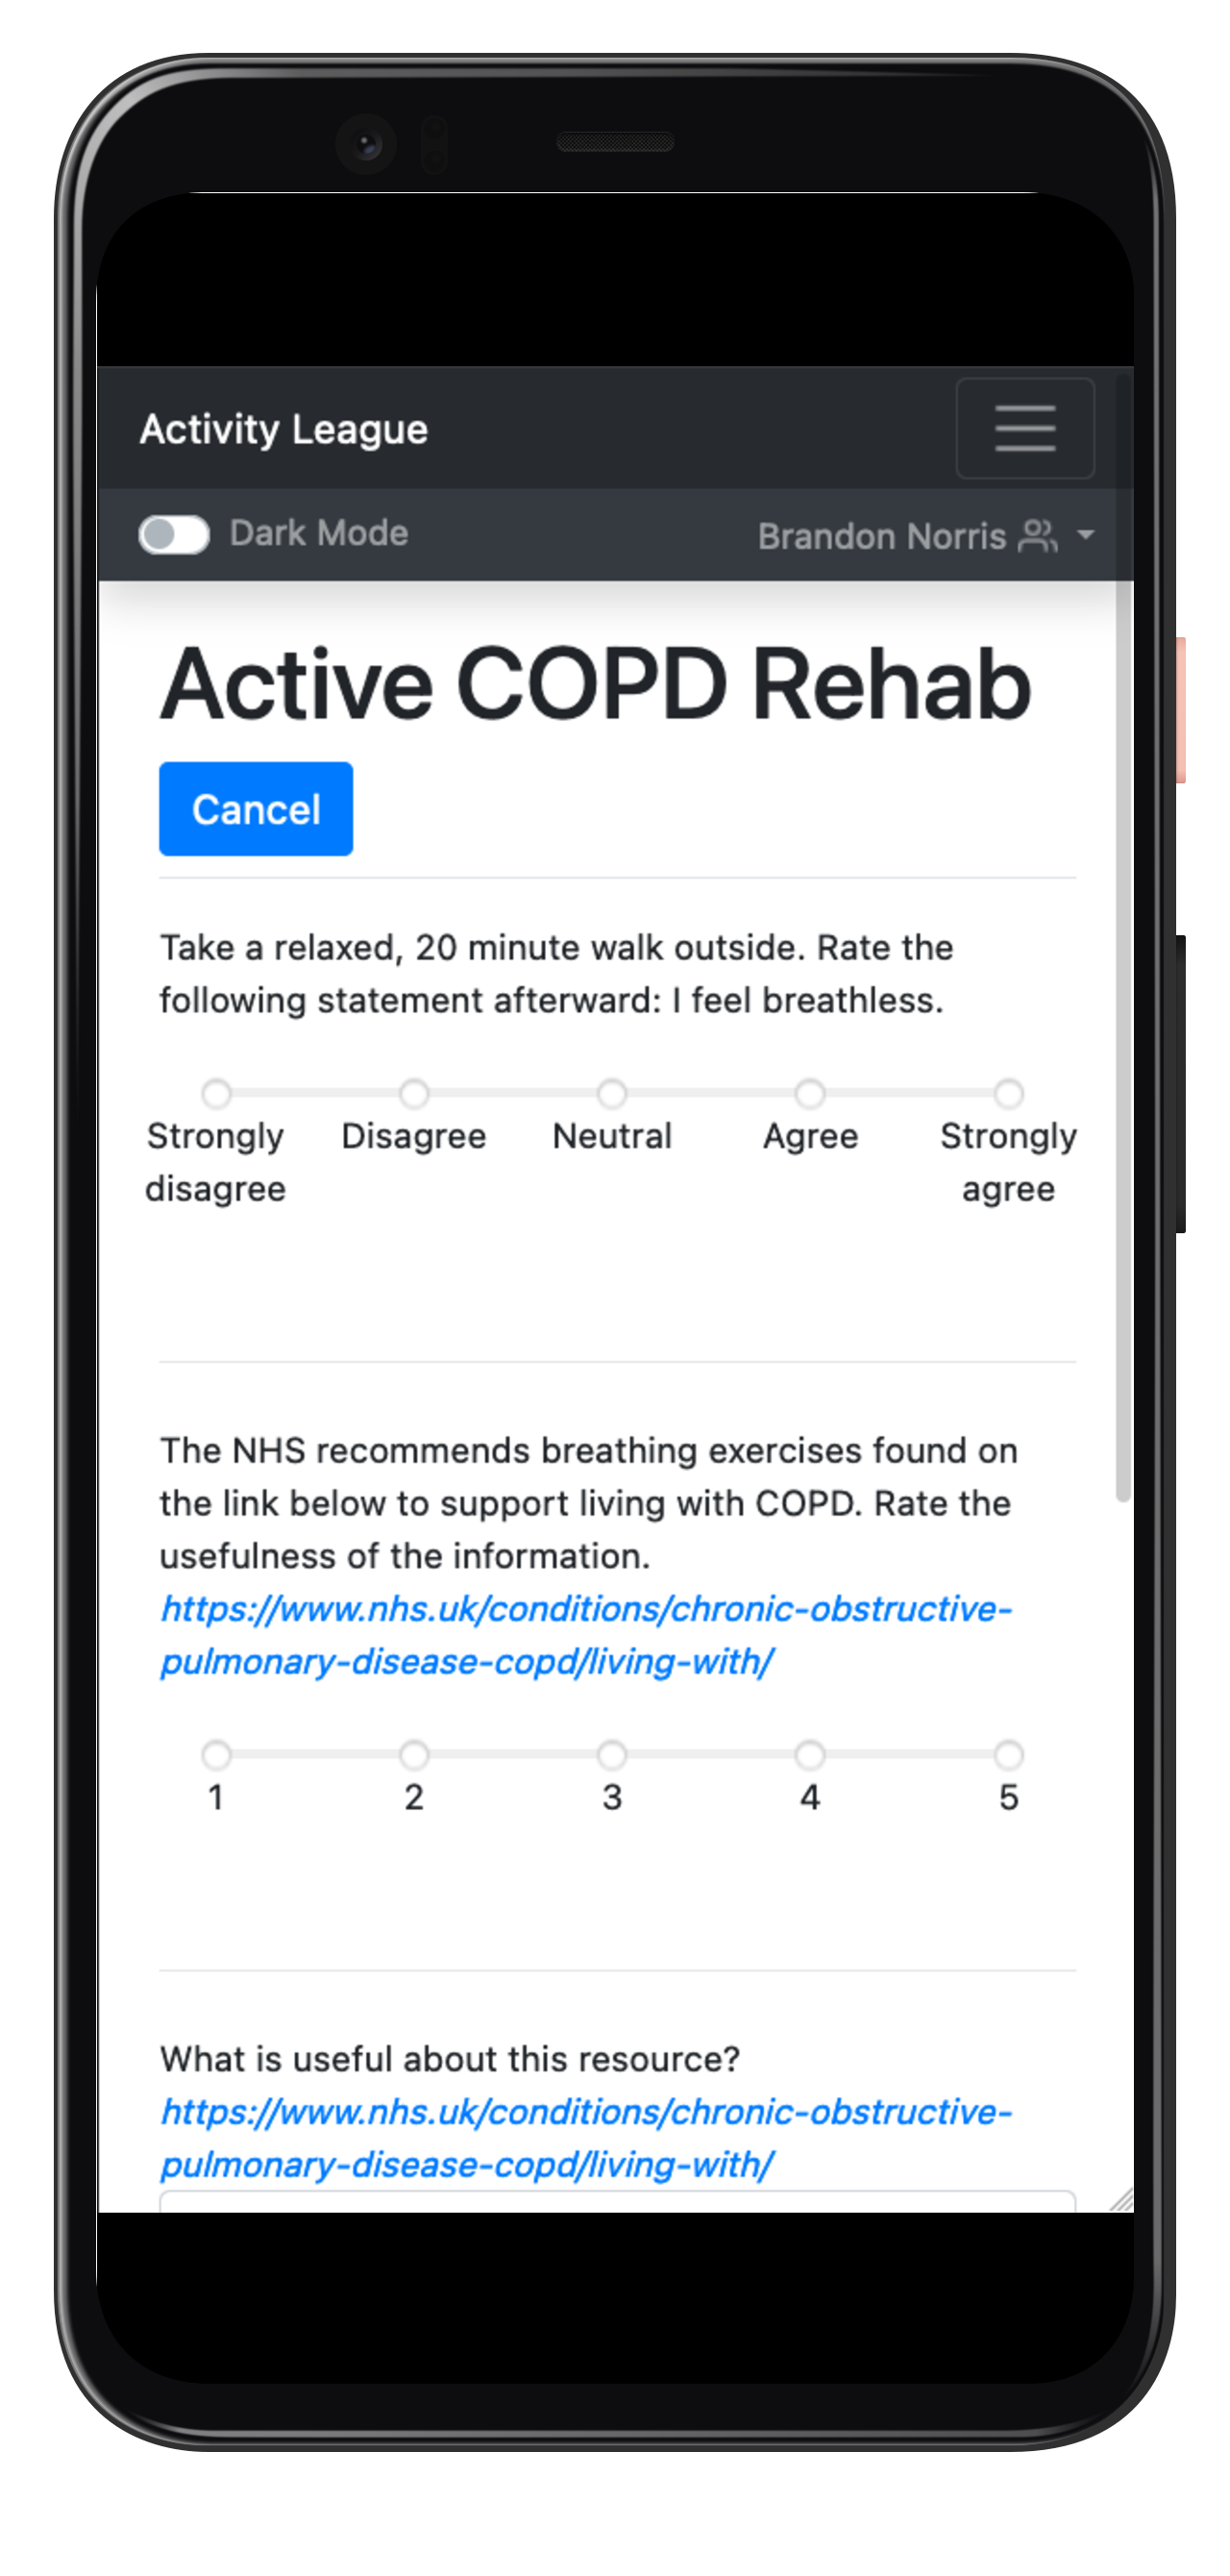 Activity League
Dark Mode
Brandon Norris
Active COPD Rehab
Cancel
Take a relaxed, 20 minute walk outside. Rate the
following statement afterward: I feel breathless.
Strongly disagree
Disagree
Neutral
Agree
Strongly agree
The NHS recommends breathing exercises found on
the link below to support living with COPD. Rate the
usefulness of the information.
https://www.nhs.uk/conditions/chronic-obstructive-
pulmonary-disease-copd/living-with/
1
2
3
4
5
What is useful about this resource?
https://www.nhs.uk/conditions/chronic-obstructive-
pulmonary-disease-copd/living-with/